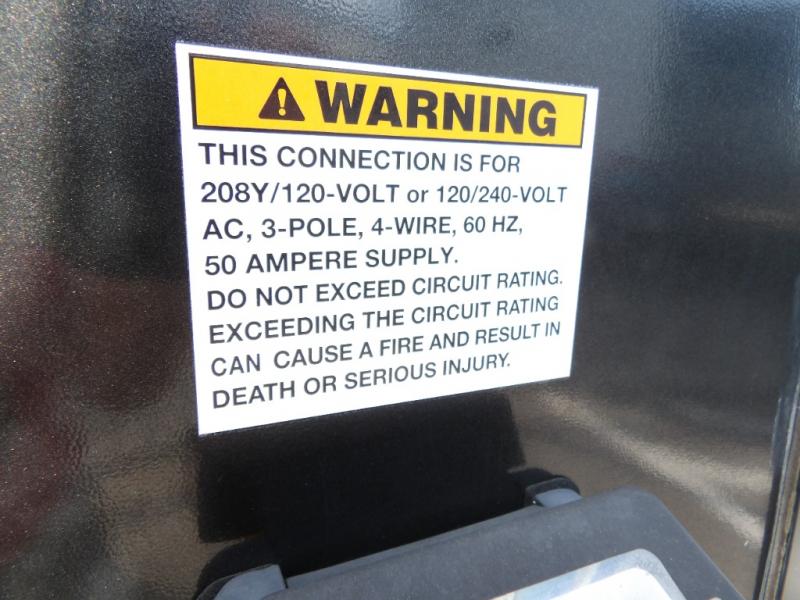 WARNING
THIS CONNECTION IS FOR
208Y/120-VOLT or 120/240-VOLT
AC, 3-POLE, 4-WIRE, 60 HZ,
50 AMPERE SUPPLY.
DO NOT EXCEED CIRCUIT RATING.
EXCEEDING THE CIRCUIT RATING
CAN CAUSE A FIRE AND RESULT IN
DEATH OR SERIOUS INJURY.